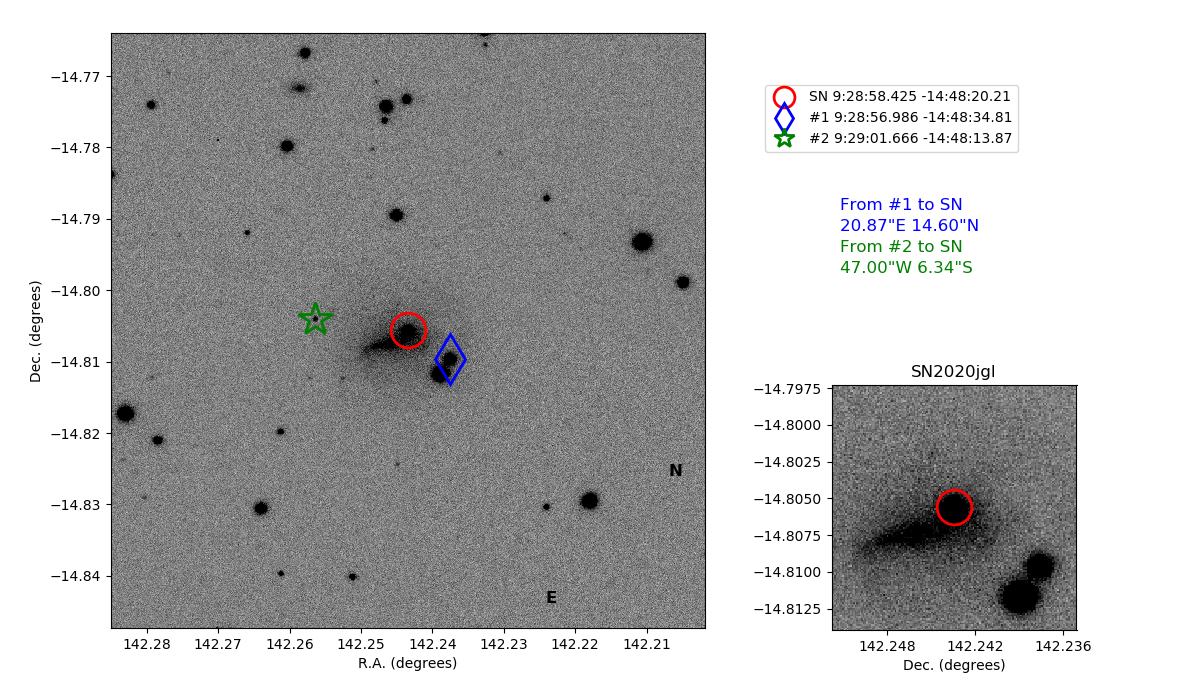 −14.77
−14.78
−14.79
−14.80
−14.81
−14.82
−14.83
−14.84
Dec. (degrees)
142.28 142.27 142.26 142.25 142.24 142.23 142.22 142.21
R.A. (degrees)
N
E
SN 9:28:58.425 -14:48:20.21
#1 9:28:56.986 -14:48:34.81
#2 9:29:01.666 -14:48:13.87
From #1 to SN
20.87"E 14.60"N
From #2 to SN
47.00"W 6.34"S
SN2020jgl
−14.7975
−14.8000
−14.8025
−14.8050
−14.8075
−14.8100
−14.8125
142.248 142.242 142.236
Dec. (degrees)